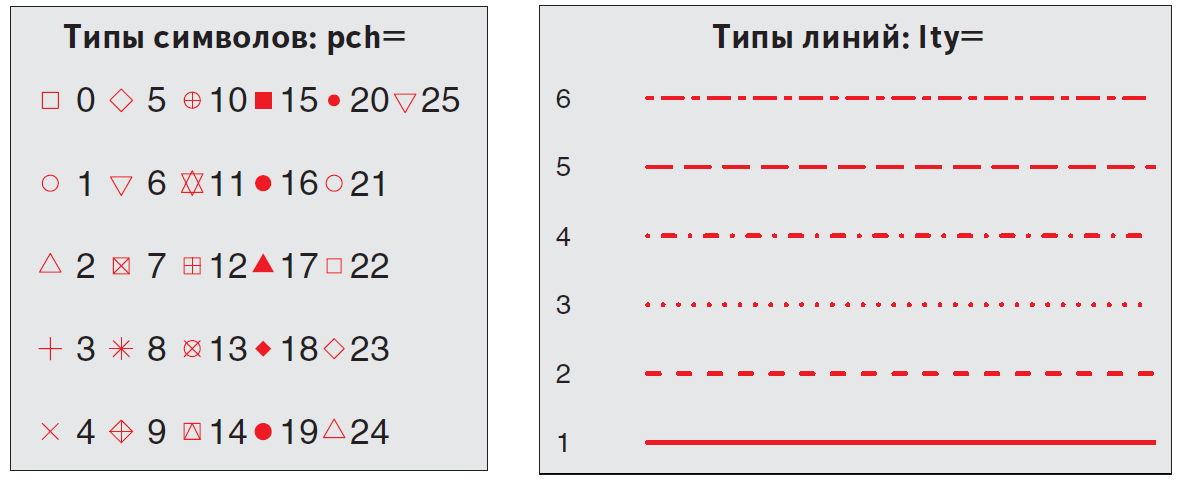 Типы символов: pch=
0 5 10 15 20 25
1 6 11 16 21
2 7 12 17 22
3 8 13 18 23
4 9 14 19 24
Типы линий: lty=
6
5
4
3
2
1